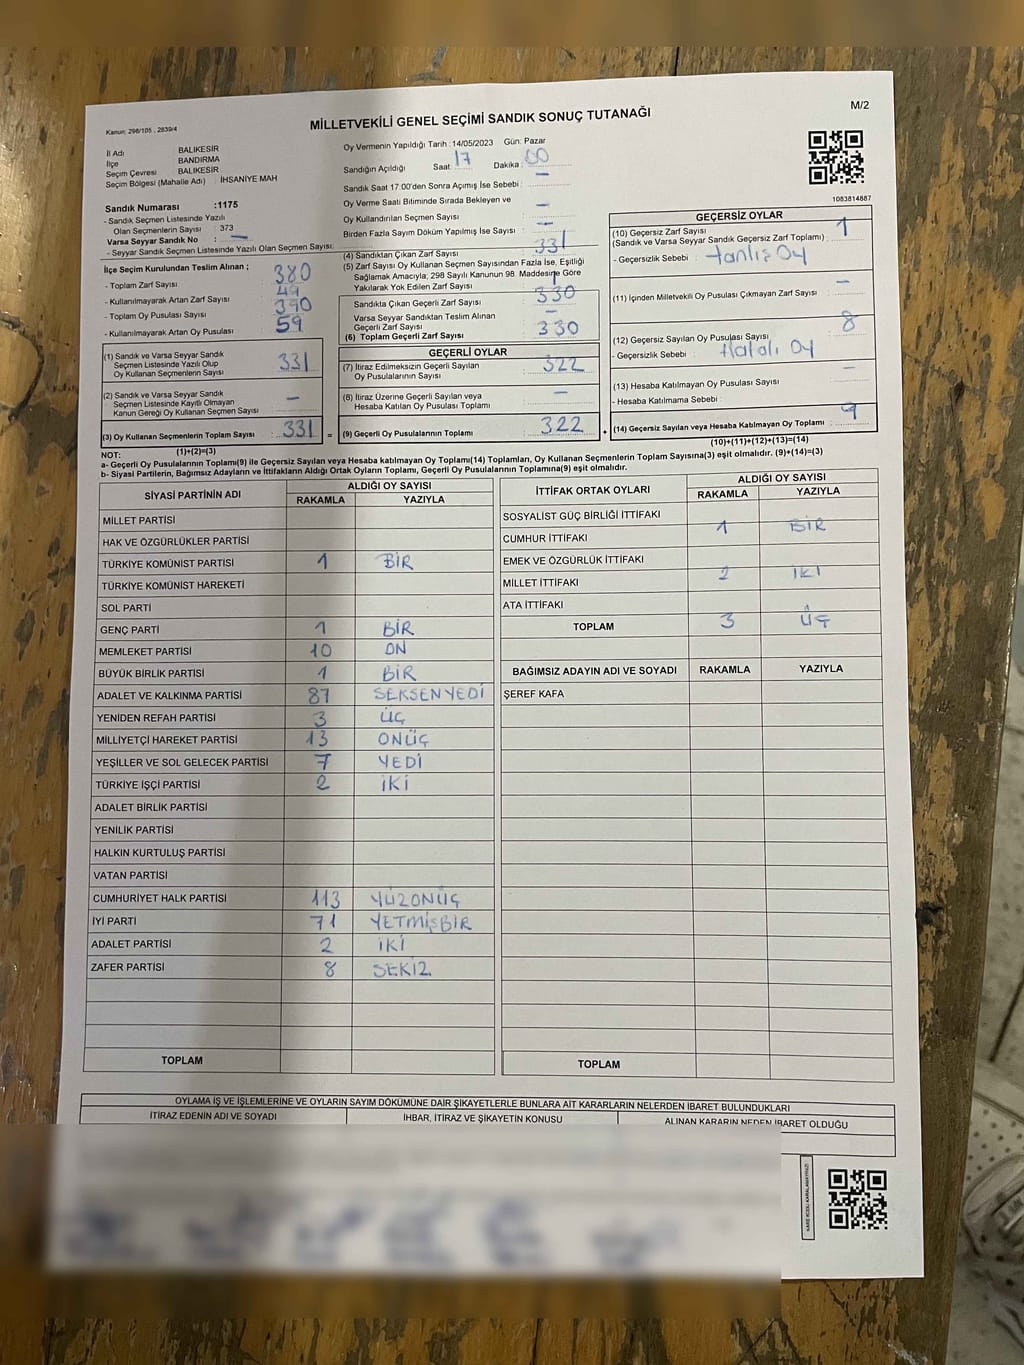 Kanun: 298/105 , 2839/4
MİLLETVEKİLİ GENEL SEÇİMİ SANDIK SONUÇ TUTANAĞI
M/2
İl Adı BALIKESİR
İlçe BANDIRMA
Seçim Çevresi BALIKESİR
Seçim Bölgesi (Mahalle Adı) : İHSANİYE MAH
Sandık Numarası :1175
- Sandık Seçmen Listesinde Yazılı
Olan Seçmenlerin Sayısı : 373
Varsa Seyyar Sandık No : —
- Seyyar Sandık Seçmen Listesinde Yazılı Olan Seçmen Sayısı:
Oy Vermenin Yapıldığı Tarih : 14/05/2023 Gün: Pazar
Sandığın Açıldığı Saat : 17 Dakika : 00
Sandık Saat 17:00'den Sonra Açımış İse Sebebi : —
Oy Verme Saati Bitiminde Sırada Bekleyen ve
Oy Kullandırılan Seçmen Sayısı : —
Birden Fazla Sayım Döküm Yapılmış İse Sayısı : —
1083814887
İlçe Seçim Kurulundan Teslim Alınan ;
- Toplam Zarf Sayısı : 380
- Kullanılmayarak Artan Zarf Sayısı : 49
- Toplam Oy Pusulası Sayısı : 390
- Kullanılmayarak Artan Oy Pusulası : 59
(4) Sandıktan Çıkan Zarf Sayısı : 331
(5) Zarf Sayısı Oy Kullanan Seçmen Sayısından Fazla İse, Eşitliği
Sağlamak Amacıyla, 298 Sayılı Kanunun 98. Maddesine Göre
Yakılarak Yok Edilen Zarf Sayısı : 1
Sandıkta Çıkan Geçerli Zarf Sayısı : 330
Varsa Seyyar Sandıktan Teslim Alınan
Geçerli Zarf Sayısı : —
(6) Toplam Geçerli Zarf Sayısı : 330
GEÇERSİZ OYLAR
(10) Geçersiz Zarf Sayısı
(Sandık ve Varsa Seyyar Sandık Geçersiz Zarf Toplamı) : 1
- Geçersizlik Sebebi : Yanlış Oy
(11) İçinden Milletvekili Oy Pusulası Çıkmayan Zarf Sayısı : —
(12) Geçersiz Sayılan Oy Pusulası Sayısı : 8
- Geçersizlik Sebebi : Hatalı Oy
(13) Hesaba Katılmayan Oy Pusulası Sayısı : —
- Hesaba Katılmama Sebebi :
(14) Geçersiz Sayılan veya Hesaba Katılmayan Oy Toplamı : 9
(10)+(11)+(12)+(13)=(14)
(1) Sandık ve Varsa Seyyar Sandık
Seçmen Listesinde Yazılı Olup
Oy Kullanan Seçmenlerin Sayısı : 331
(2) Sandık ve Varsa Seyyar Sandık
Seçmen Listesinde Kayıtlı Olmayan
Kanun Gereği Oy Kullanan Seçmen Sayısı : —
(3) Oy Kullanan Seçmenlerin Toplam Sayısı : 331 =
(1)+(2)=(3)
GEÇERLİ OYLAR
(7) İtiraz Edilmeksizin Geçerli Sayılan
Oy Pusulalarının Sayısı : 322
(8) İtiraz Üzerine Geçerli Sayılan veya
Hesaba Katılan Oy Pusulası Toplamı : —
(9) Geçerli Oy Pusulalarının Toplamı : 322 +
NOT:
a- Geçerli Oy Pusulalarının Toplamı(9) ile Geçersiz Sayılan veya Hesaba katılmayan Oy Toplamı(14) Toplamları, Oy Kullanan Seçmenlerin Toplam Sayısına(3) eşit olmalıdır. (9)+(14)=(3)
b- Siyasi Partilerin, Bağımsız Adayların ve İttifakların Aldığı Ortak Oyların Toplamı, Geçerli Oy Pusulalarının Toplamına(9) eşit olmalıdır.
SİYASİ PARTİNİN ADI ALDIĞI OY SAYISI
RAKAMLA YAZIYLA
MİLLET PARTİSİ
HAK VE ÖZGÜRLÜKLER PARTİSİ
TÜRKİYE KOMÜNİST PARTİSİ 1 BİR
TÜRKİYE KOMÜNİST HAREKETİ
SOL PARTİ
GENÇ PARTİ 1 BİR
MEMLEKET PARTİSİ 10 ON
BÜYÜK BİRLİK PARTİSİ 1 BİR
ADALET VE KALKINMA PARTİSİ 87 SEKSENYEDİ
YENİDEN REFAH PARTİSİ 3 ÜÇ
MİLLİYETÇİ HAREKET PARTİSİ 13 ONÜÇ
YEŞİLLER VE SOL GELECEK PARTİSİ 7 YEDİ
TÜRKİYE İŞÇİ PARTİSİ 2 İKİ
ADALET BİRLİK PARTİSİ
YENİLİK PARTİSİ
HALKIN KURTULUŞ PARTİSİ
VATAN PARTİSİ
CUMHURİYET HALK PARTİSİ 113 YÜZONÜÇ
İYİ PARTİ 71 YETMİŞBİR
ADALET PARTİSİ 2 İKİ
ZAFER PARTİSİ 8 SEKİZ
TOPLAM
İTTİFAK ORTAK OYLARI ALDIĞI OY SAYISI
RAKAMLA YAZIYLA
SOSYALİST GÜÇ BİRLİĞİ İTTİFAKI
CUMHUR İTTİFAKI 1 BİR
EMEK VE ÖZGÜRLÜK İTTİFAKI
MİLLET İTTİFAKI 2 İKİ
ATA İTTİFAKI
TOPLAM 3 ÜÇ
BAĞIMSIZ ADAYIN ADI VE SOYADI RAKAMLA YAZIYLA
ŞEREF KAFA
TOPLAM
OYLAMA İŞ VE İŞLEMLERİNE VE OYLARIN SAYIM DÖKÜMÜNE DAİR ŞİKAYETLERLE BUNLARA AİT KARARLARIN NELERDEN İBARET BULUNDUKLARI
İTİRAZ EDENİN ADI VE SOYADI İHBAR, İTİRAZ VE ŞİKAYETİN KONUSU ALINAN KARARIN NEDEN İBARET OLDUĞU